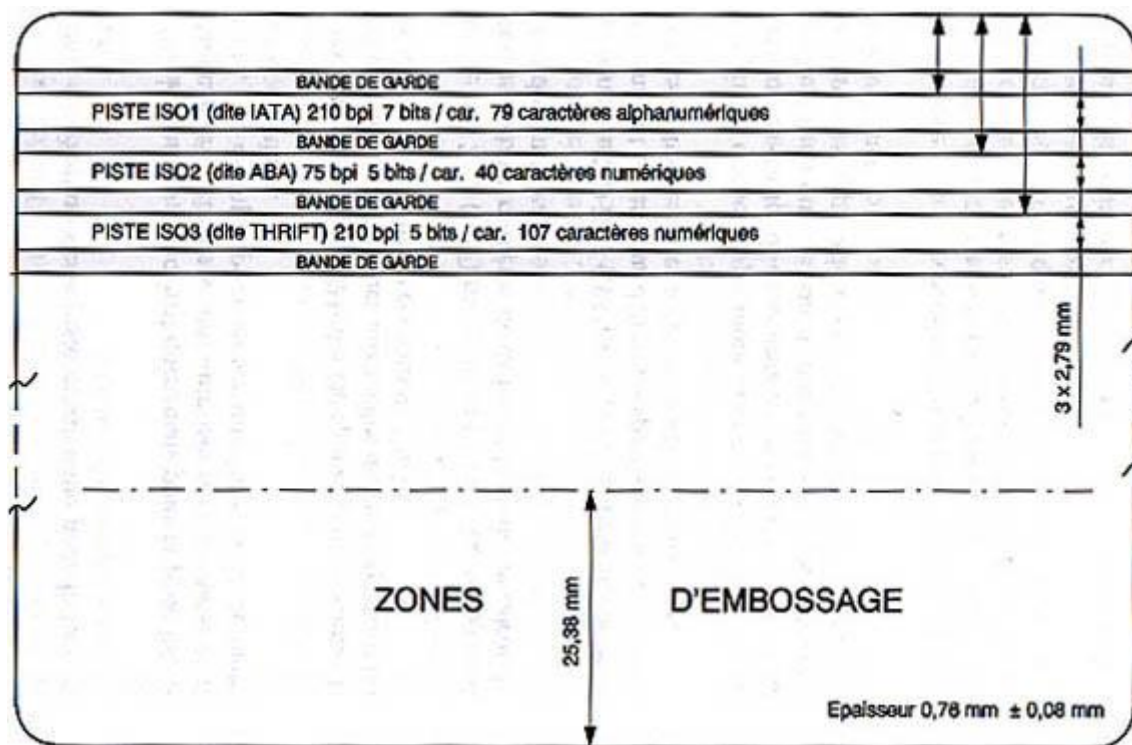 BANDE DE GARDE
PISTE ISO1 (dite IATA) 210 bpi 7 bits / car. 79 caractères alphanumériques
BANDE DE GARDE
PISTE ISO2 (dite ABA) 75 bpi 5 bits / car. 40 caractères numériques
BANDE DE GARDE
PISTE ISO3 (dite THRIFT) 210 bpi 5 bits / car. 107 caractères numériques
BANDE DE GARDE
3 x 2,79 mm
ZONES D'EMBOSSAGE
25,38 mm
Epaisseur 0,76 mm ± 0,08 mm